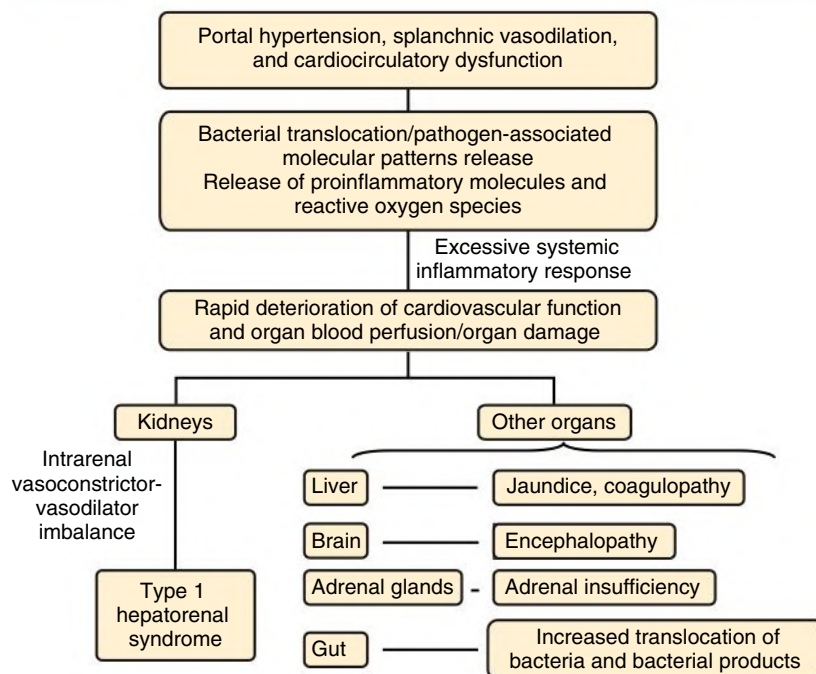 Portal hypertension, splanchnic vasodilation,
and cardiocirculatory dysfunction
Bacterial translocation/pathogen-associated
molecular patterns release
Release of proinflammatory molecules and
reactive oxygen species
Excessive systemic
inflammatory response
Rapid deterioration of cardiovascular function
and organ blood perfusion/organ damage
Kidneys
Other organs
Intrarenal
vasoconstrictor-
vasodilator
imbalance
Type 1
hepatorenal
syndrome
Liver
Jaundice, coagulopathy
Brain
Encephalopathy
Adrenal glands
Adrenal insufficiency
Gut
Increased translocation of
bacteria and bacterial products